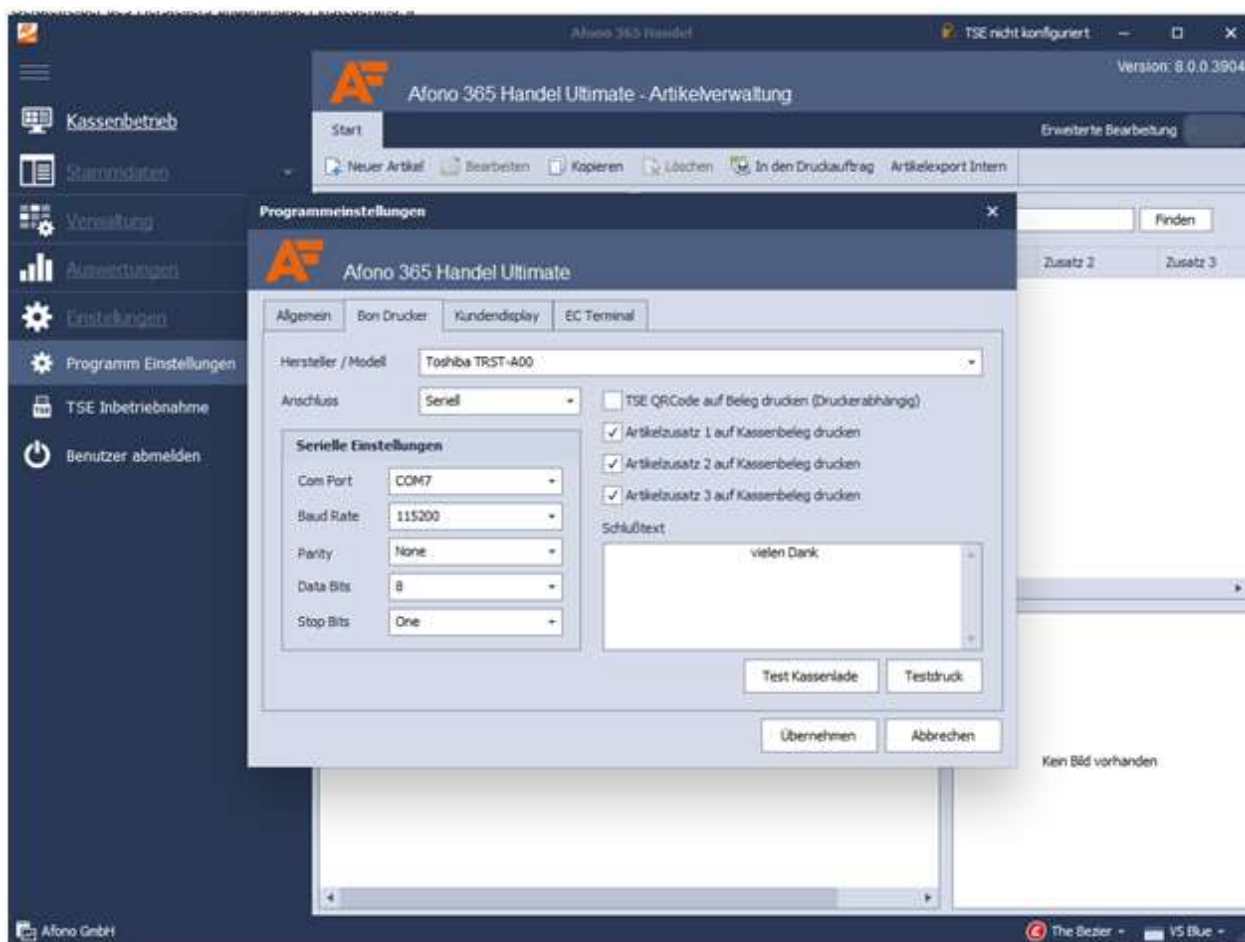 Afono 365 Handel
TSE nicht konfiguriert
Version: 8.0.0.3904
AF
Afono 365 Handel Ultimate - Artikelverwaltung
Kassenbetrieb
Stammdaten
Verwaltung
Auswertungen
Einstellungen
Programm Einstellungen
TSE Inbetriebnahme
Benutzer abmelden
Start
Erweiterte Bearbeitung
Neuer Artikel Bearbeiten Kopieren Löschen In den Druckauftrag Artikelexport Intern
Finden
Zusatz 2 Zusatz 3
Programmeinstellungen
AF
Afono 365 Handel Ultimate
Allgemein Bon Drucker Kundendisplay EC Terminal
Hersteller / Modell Toshiba TRST-A00
Anschluss Seriell
TSE QRCode auf Beleg drucken (Druckerabhängig)
Artikelzusatz 1 auf Kassenbeleg drucken
Artikelzusatz 2 auf Kassenbeleg drucken
Artikelzusatz 3 auf Kassenbeleg drucken
Serielle Einstellungen
Com Port COM7
Baud Rate 115200
Parity None
Data Bits 8
Stop Bits One
Schlußtext
vielen Dank
Test Kassenlade Testdruck
Übernehmen Abbrechen
Kein Bild vorhanden
Afono GmbH
The Bezier VS Blue